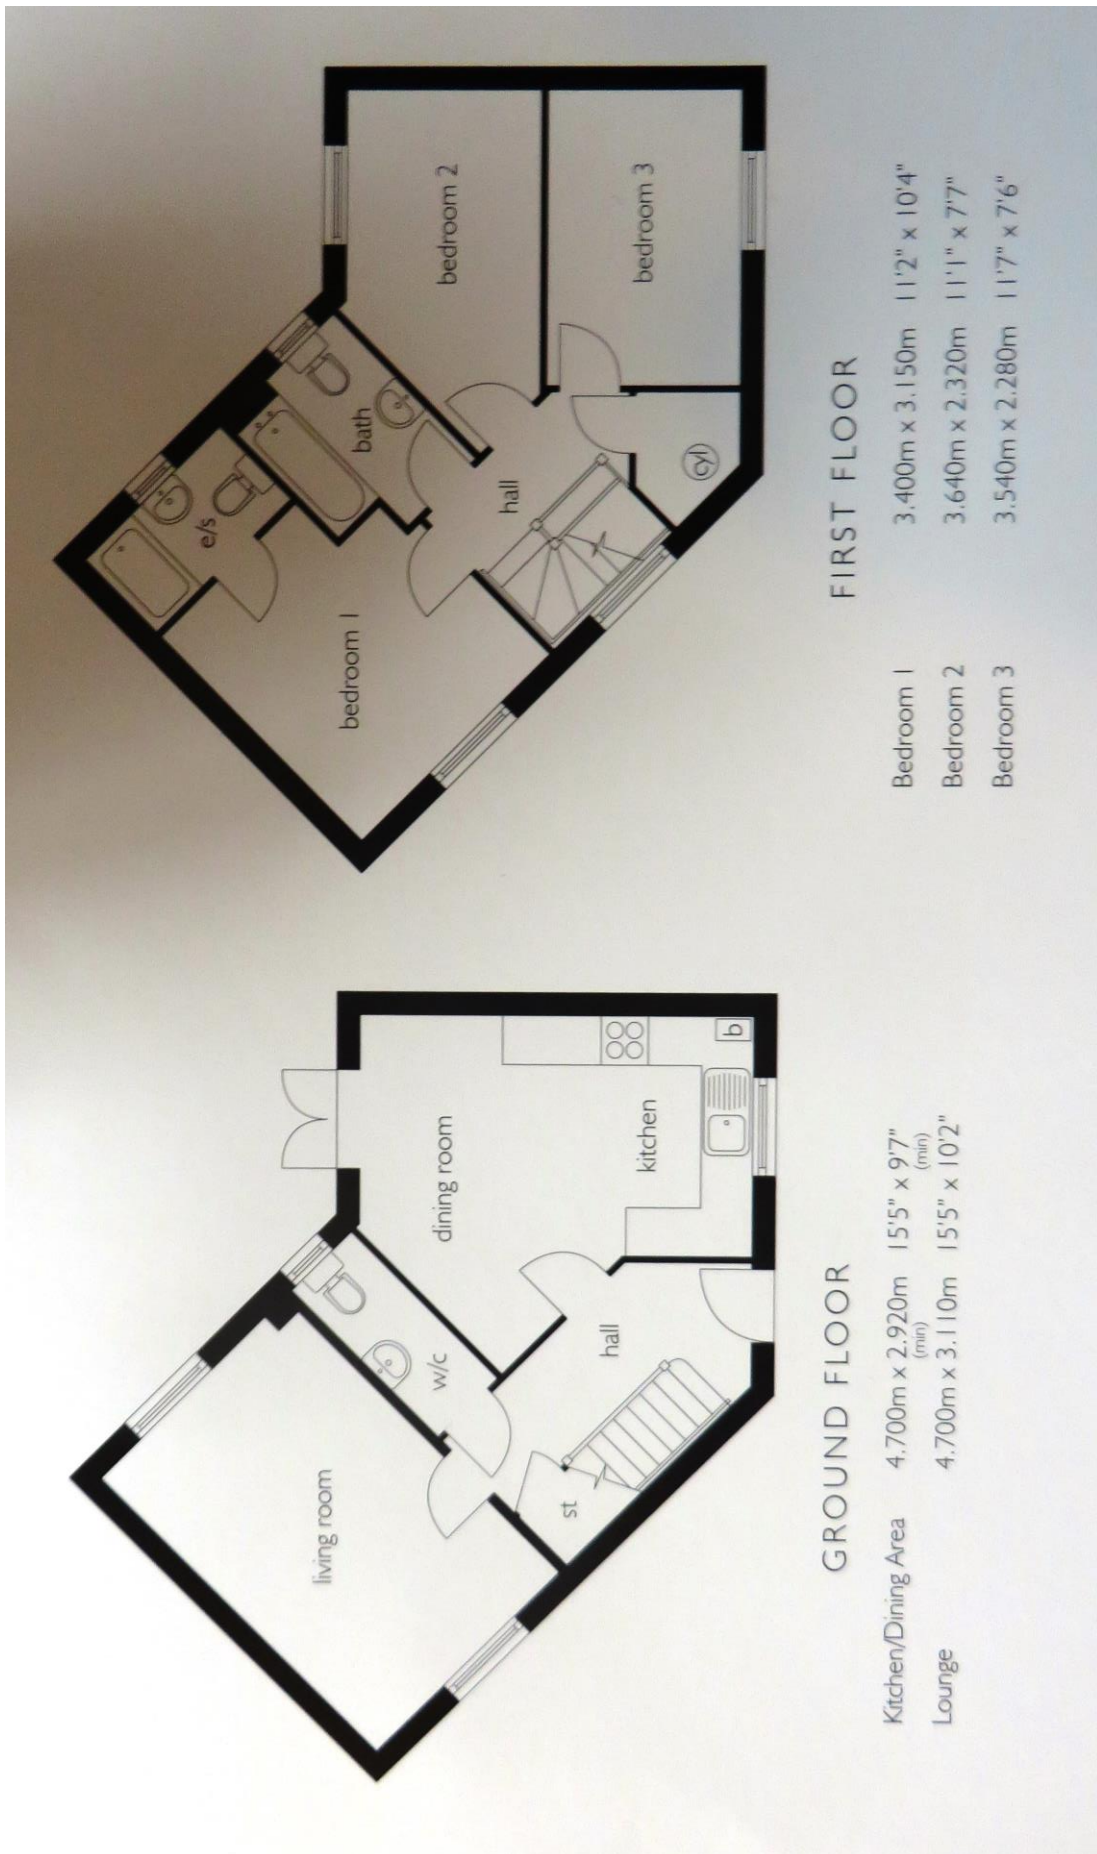 living room
w/c
dining room
st
hall
kitchen
b
GROUND FLOOR
Kitchen/Dining Area 4.700m x 2.920m 15'5" x 9'7"
(min) (min)
Lounge 4.700m x 3.110m 15'5" x 10'2"
e/s
bath
bedroom 1
bedroom 2
hall
bedroom 3
cyl
FIRST FLOOR
Bedroom 1 3.400m x 3.150m 11'2" x 10'4"
Bedroom 2 3.640m x 2.320m 11'1" x 7'7"
Bedroom 3 3.540m x 2.280m 11'7" x 7'6"